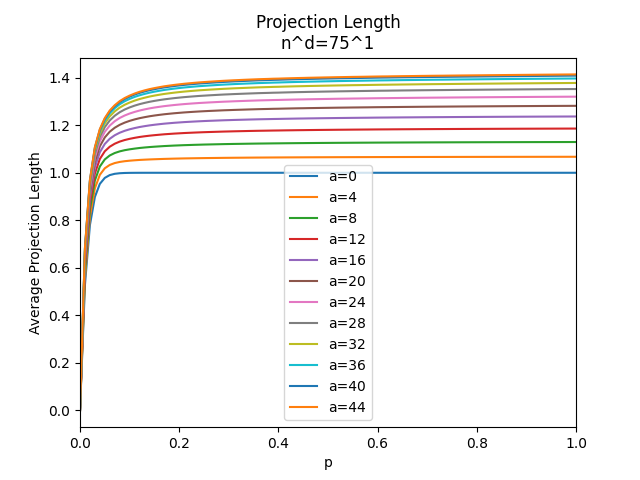 Projection Length
n^d=75^1
Average Projection Length
1.4
1.2
1.0
0.8
0.6
0.4
0.2
0.0
a=0
a=4
a=8
a=12
a=16
a=20
a=24
a=28
a=32
a=36
a=40
a=44
0.0 0.2 0.4 0.6 0.8 1.0
p